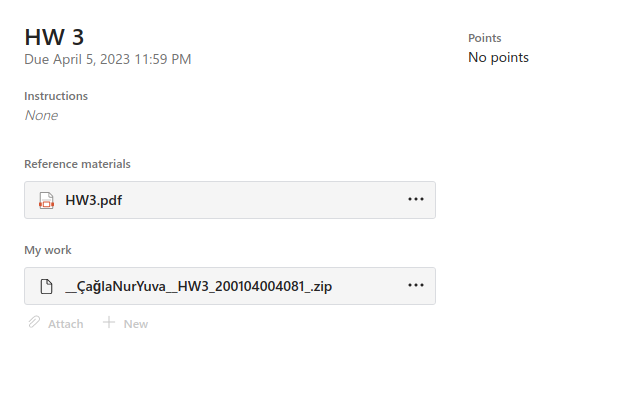 HW 3
Due April 5, 2023 11:59 PM
Points
No points
Instructions
None
Reference materials
HW3.pdf
My work
__ÇağlaNurYuva__HW3_200104004081_.zip
Attach
New